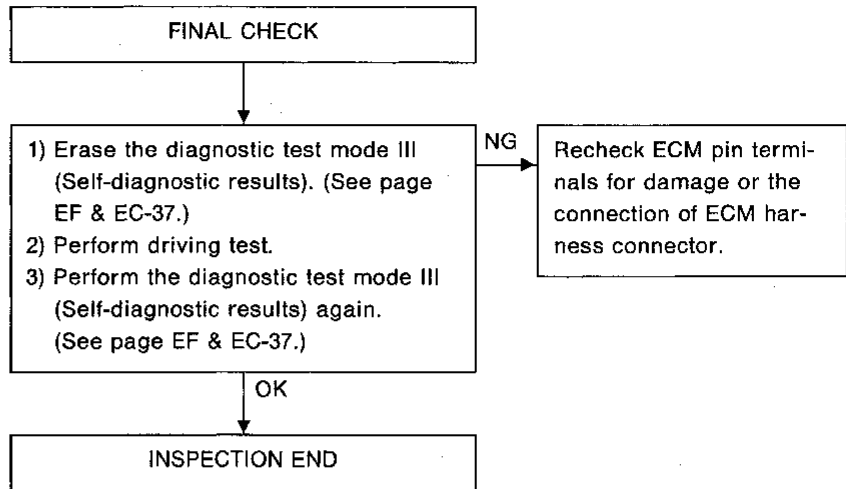 FINAL CHECK
1) Erase the diagnostic test mode III
(Self-diagnostic results). (See page
EF & EC-37.)
2) Perform driving test.
3) Perform the diagnostic test mode III
(Self-diagnostic results) again.
(See page EF & EC-37.)
NG
Recheck ECM pin termi-
nals for damage or the
connection of ECM har-
ness connector.
OK
INSPECTION END